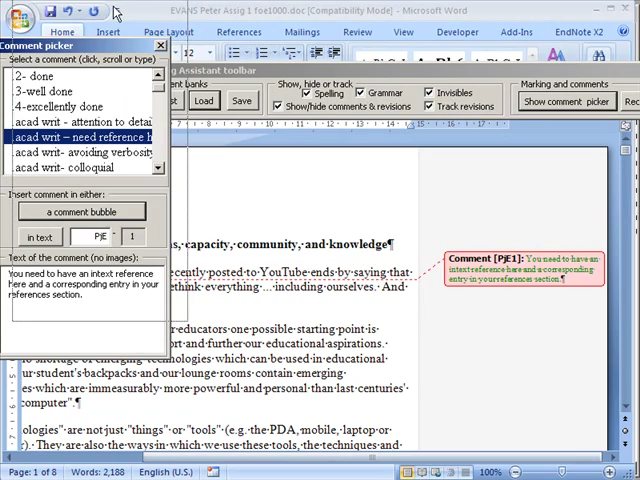 EVANS Peter Assig 1 foe1000.doc [Compatibility Mode] - Microsoft Word
Home Insert Page Layout References Mailings Review View Add-Ins EndNote X2
Comment picker
Select a comment (click, scroll or type)
2- done
3-well done
4-excellently done
acad writ - attention to detai
acad writ – need reference h
acad writ - avoiding verbosity
acad writ - colloquial
Insert comment in either:
a comment bubble
in text PjE 1
Text of the comment (no images):
You need to have an intext reference
here and a corresponding entry in your
references section.
12
Assistant toolbar
banks Show, hide or track Marking and comments
Load Save Spelling Grammar Invisibles Show comment picker Rec
Show/hide comments & revisions Track revisions
capacity,·community,·and·knowledge¶
recently·posted·to·YouTube·ends·by·saying·that
think·everything·...·including·ourselves.·And
Comment [PjE1]: You·need·to·have·an·
intext·reference·here·and·a·corresponding·
entry·in·your·references·section.¶
educators·one·possible·starting·point·is
and·further·our·educational·aspirations.
technologies·which·can·be·used·in·educational
our·student's·backpacks·and·our·lounge·rooms·contain·emerging
which·are·immeasurably·more·powerful·and·personal·than·last·centuries'
computer".¶
ologies"·are·not·just·"things"·or·"tools"·(e.g.·the·PDA,·mobile,·laptop·or
They·are·also·the·ways·in·which·we·use·these·tools,·the·techniques·and
Page: 1 of 8 Words: 2,188 English (U.S.) 100%